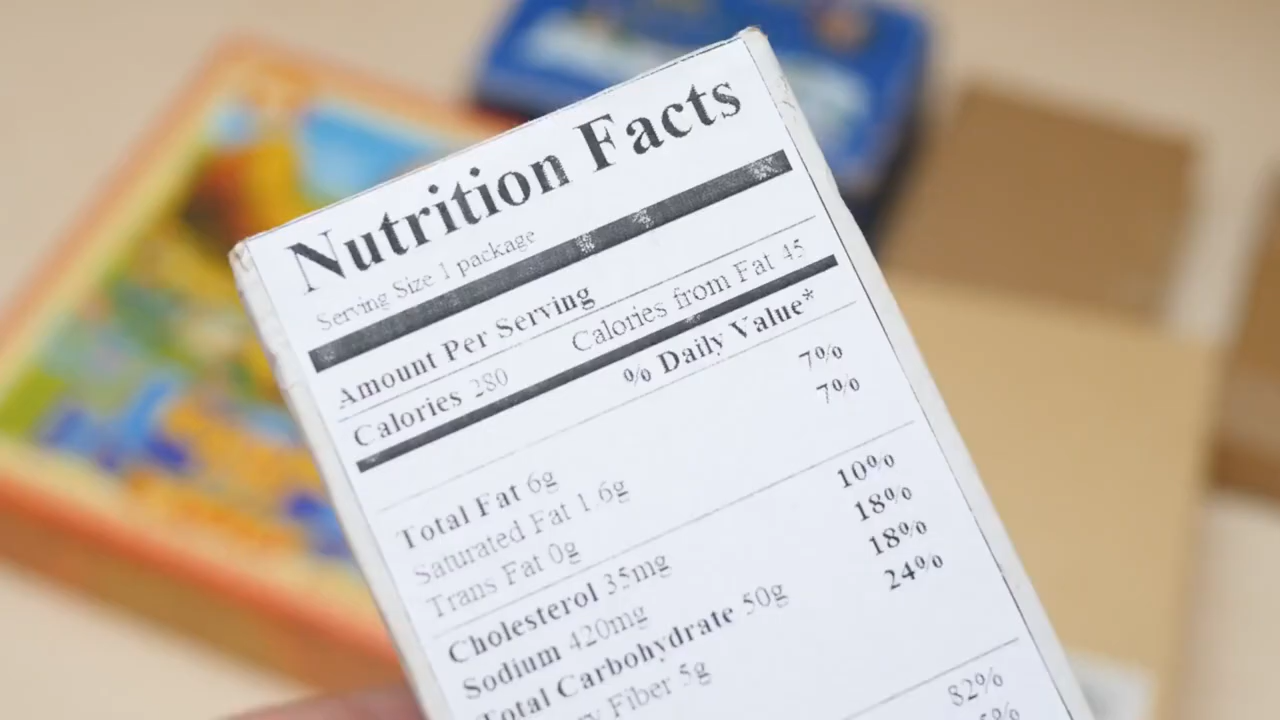 Nutrition Facts
Serving Size 1 package
Amount Per Serving
Calories 280 Calories from Fat 45
% Daily Value*
Total Fat 6g 7%
Saturated Fat 1.6g 7%
Trans Fat 0g
Cholesterol 35mg 10%
Sodium 420mg 18%
Total Carbohydrate 50g 18%
Fiber 5g 24%
82%